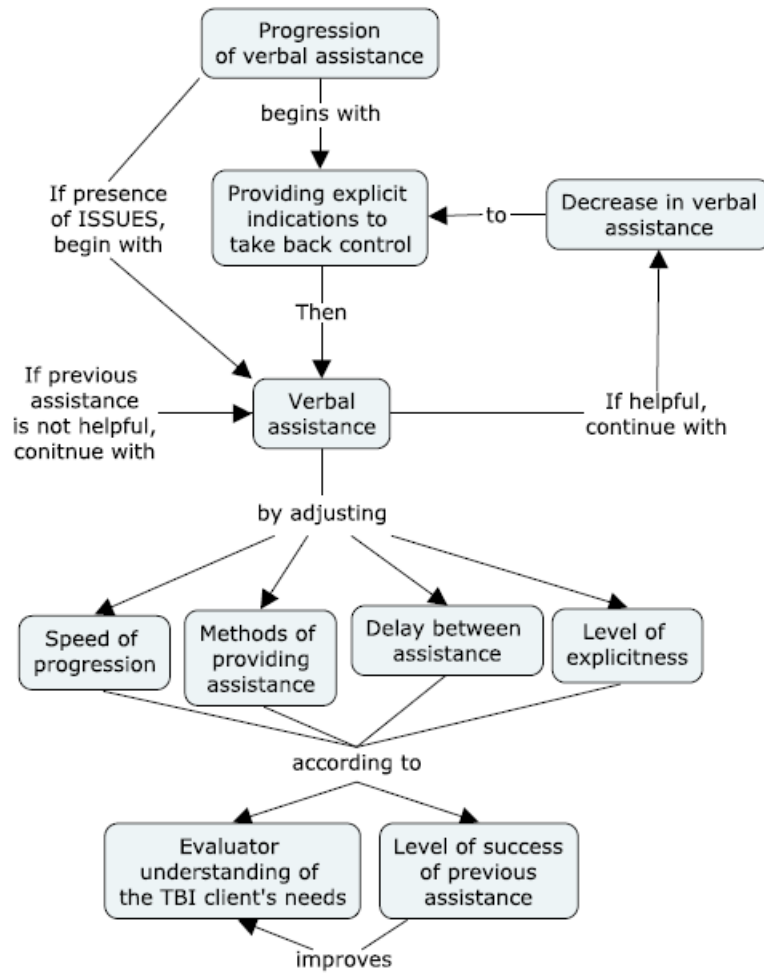 Progression
of verbal assistance
begins with
If presence
of ISSUES,
begin with
Providing explicit
indications to
take back control
to
Decrease in verbal
assistance
Then
If previous
assistance
is not helpful,
conitnue with
Verbal
assistance
If helpful,
continue with
by adjusting
Speed of
progression
Methods of
providing
assistance
Delay between
assistance
Level of
explicitness
according to
Evaluator
understanding of
the TBI client's needs
Level of success
of previous
assistance
improves